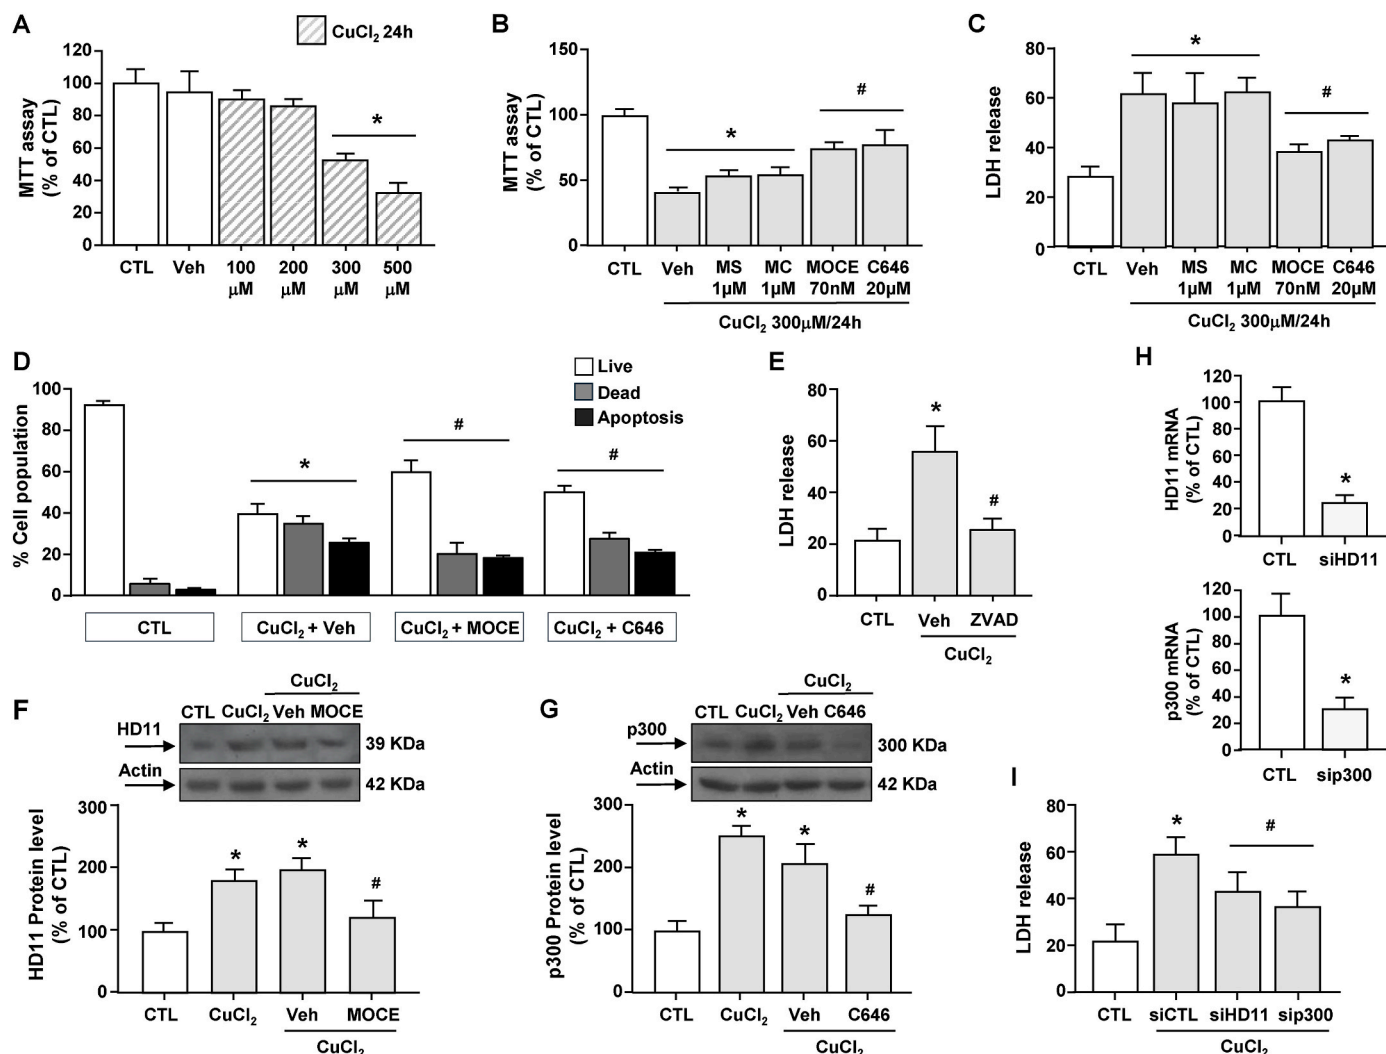 A
CuCl₂ 24h
MTT assay
(% of CTL)
120
100
80
60
40
20
0
*
CTL Veh 100 200 300 500
μM μM μM μM
B
MTT assay
(% of CTL)
150
100
50
0
*
#
CTL Veh MS MC MOCE C646
1μM 1μM 70nM 20μM
CuCl₂ 300μM/24h
C
LDH release
80
60
40
20
0
*
#
CTL Veh MS MC MOCE C646
1μM 1μM 70nM 20μM
CuCl₂ 300μM/24h
D
Live
Dead
Apoptosis
% Cell population
100
80
60
40
20
0
*
#
#
CTL CuCl₂ + Veh CuCl₂ + MOCE CuCl₂ + C646
E
LDH release
80
60
40
20
0
*
#
CTL Veh ZVAD
CuCl₂
H
HD11 mRNA
(% of CTL)
120
100
80
60
40
20
0
*
CTL siHD11
p300 mRNA
(% of CTL)
120
100
80
60
40
20
0
*
CTL sip300
F
CuCl₂
CTL CuCl₂ Veh MOCE
HD11 39 KDa
Actin 42 KDa
HD11 Protein level
(% of CTL)
300
200
100
0
*
*
#
CTL CuCl₂ Veh MOCE
CuCl₂
G
CuCl₂
CTL CuCl₂ Veh C646
p300 300 KDa
Actin 42 KDa
p300 Protein level
(% of CTL)
300
200
100
0
*
*
#
CTL CuCl₂ Veh C646
CuCl₂
I
LDH release
80
60
40
20
0
*
#
CTL siCTL siHD11 sip300
CuCl₂